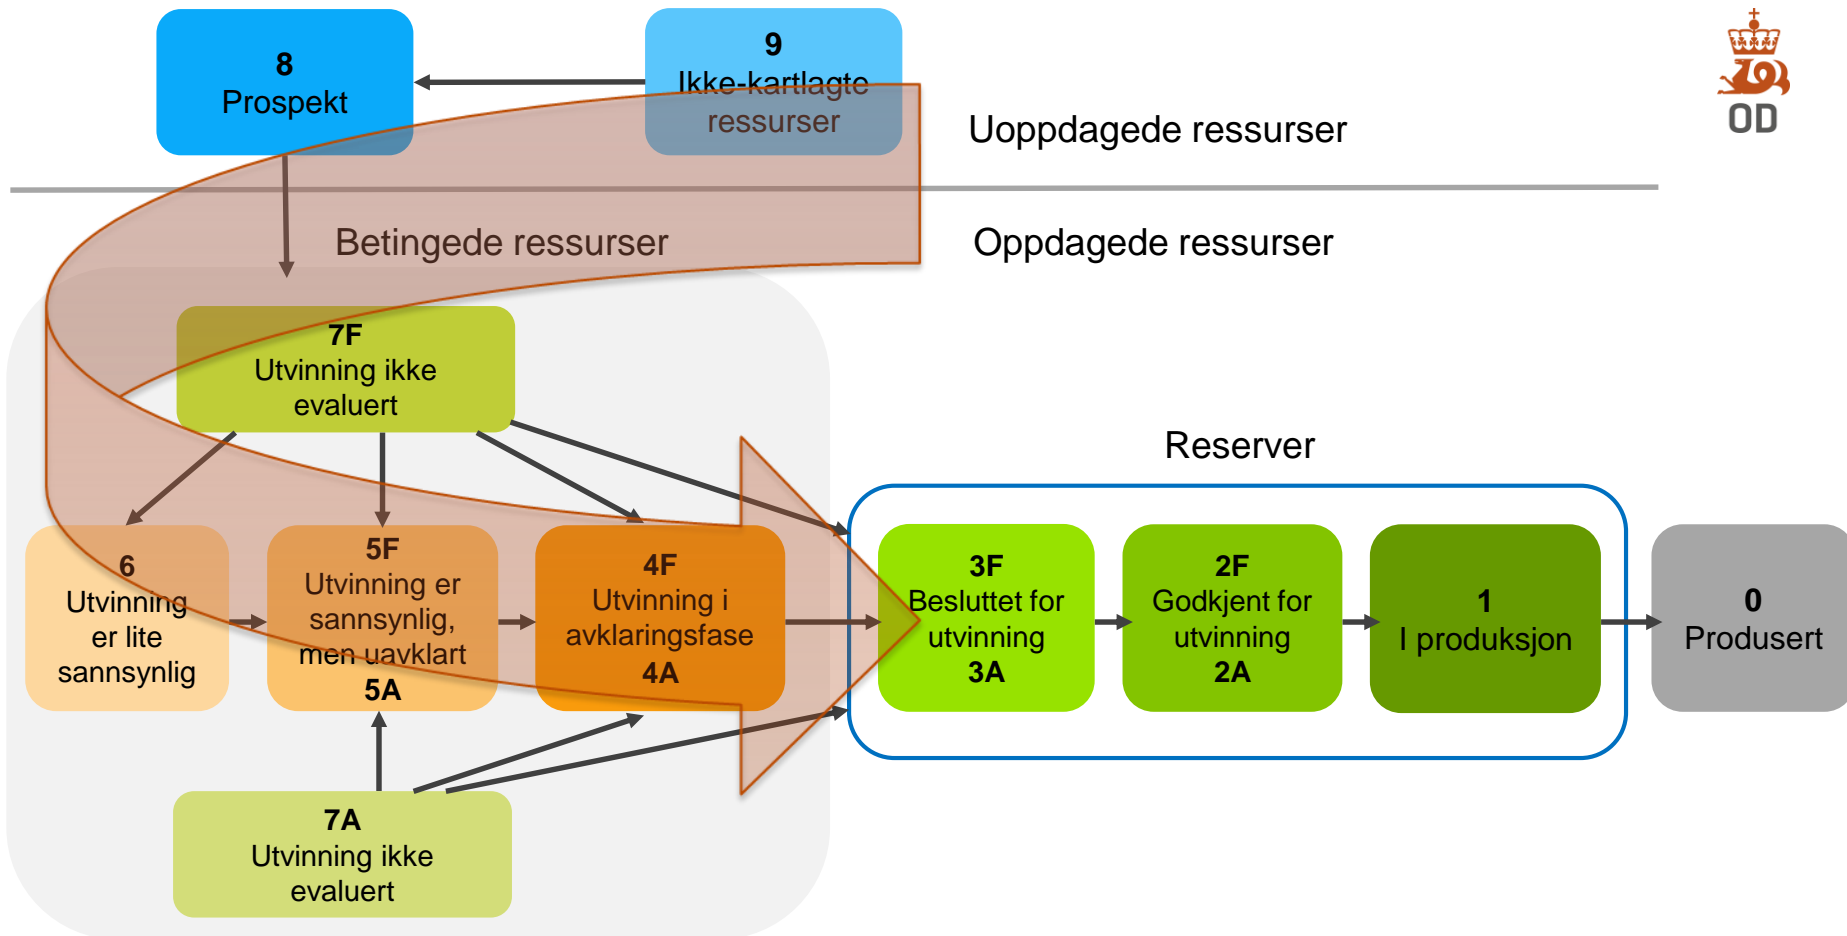 8
Prospekt
9
Ikke-kartlagte
ressurser
OD
Uoppdagede ressurser
Betingede ressurser
Oppdagede ressurser
7F
Utvinning ikke
evaluert
Reserver
6
Utvinning
er lite
sannsynlig
5F
Utvinning er
sannsynlig,
men uavklart
5A
4F
Utvinning i
avklaringsfase
4A
3F
Besluttet for
utvinning
3A
2F
Godkjent for
utvinning
2A
1
I produksjon
0
Produsert
7A
Utvinning ikke
evaluert